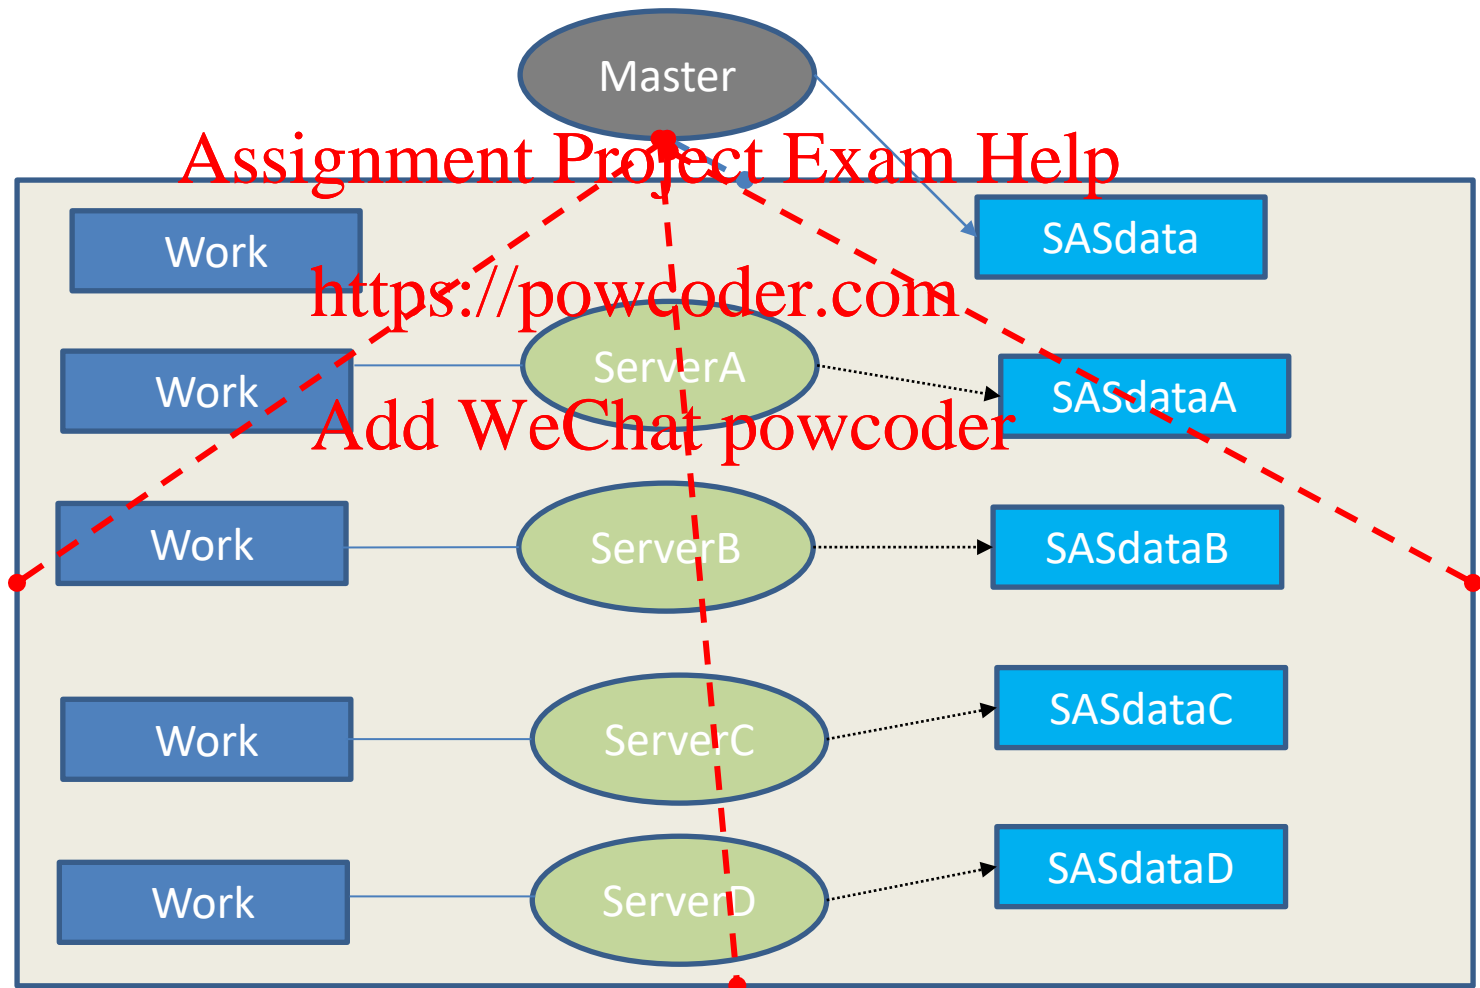 Master
Assignment Project Exam Help
Work
SASdata
https://powcoder.com
Work
ServerA
SASdataA
Add WeChat powcoder
Work
ServerB
SASdataB
Work
ServerC
SASdataC
Work
ServerD
SASdataD